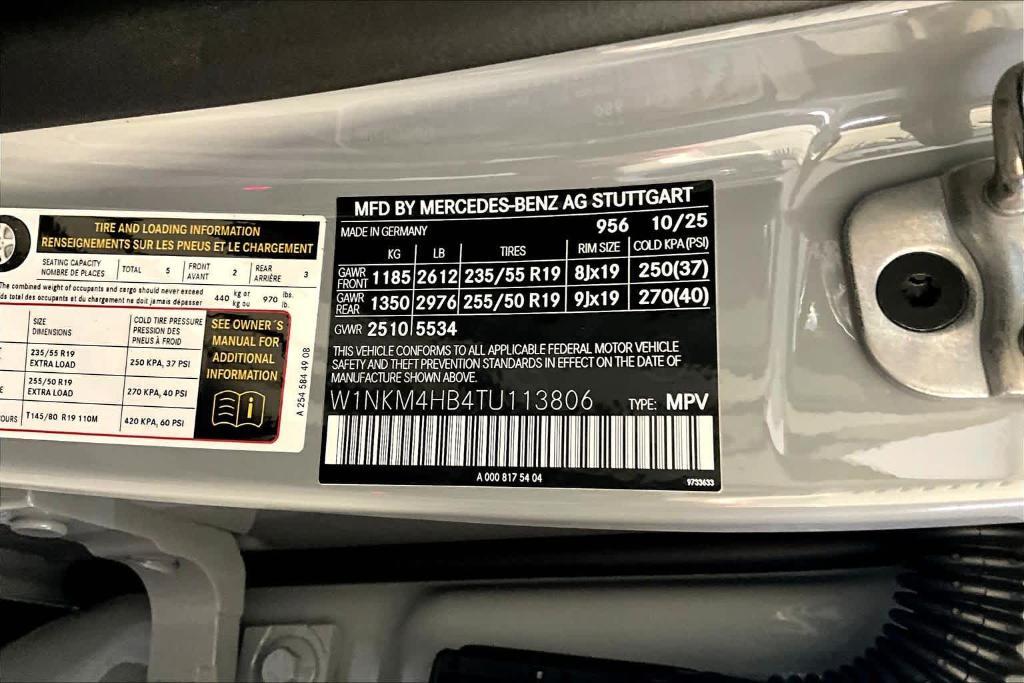 TIRE AND LOADING INFORMATION
RENSEIGNEMENTS SUR LES PNEUS ET LE CHARGEMENT
SEATING CAPACITY
NOMBRE DE PLACES
TOTAL 5
FRONT
AVANT
2
REAR
ARRIÈRE
3
The combined weight of occupants and cargo should never exceed
total des occupants et du chargement ne doit jamais dépasser
440 kg or
kg ou
970 lbs.
lb.
SIZE
DIMENSIONS
COLD TIRE PRESSURE
PRESSION DES
PNEUS À FROID
235/55 R19
EXTRA LOAD
250 KPA, 37 PSI
255/50 R19
EXTRA LOAD
270 KPA, 40 PSI
T145/80 R19 110M
420 KPA, 60 PSI
SEE OWNER´S
MANUAL FOR
ADDITIONAL
INFORMATION
i
A 254 584 49 08
MFD BY MERCEDES-BENZ AG STUTTGART
MADE IN GERMANY 956 10/25
KG LB TIRES RIM SIZE COLD KPA(PSI)
GAWR
FRONT
1185 2612 235/55 R19 8Jx19 250(37)
GAWR
REAR
1350 2976 255/50 R19 9Jx19 270(40)
GVWR 2510 5534
THIS VEHICLE CONFORMS TO ALL APPLICABLE FEDERAL MOTOR VEHICLE
SAFETY AND THEFT PREVENTION STANDARDS IN EFFECT ON THE DATE OF
MANUFACTURE SHOWN ABOVE.
W1NKM4HB4TU113806 TYPE: MPV
A 000 817 54 04
9733633